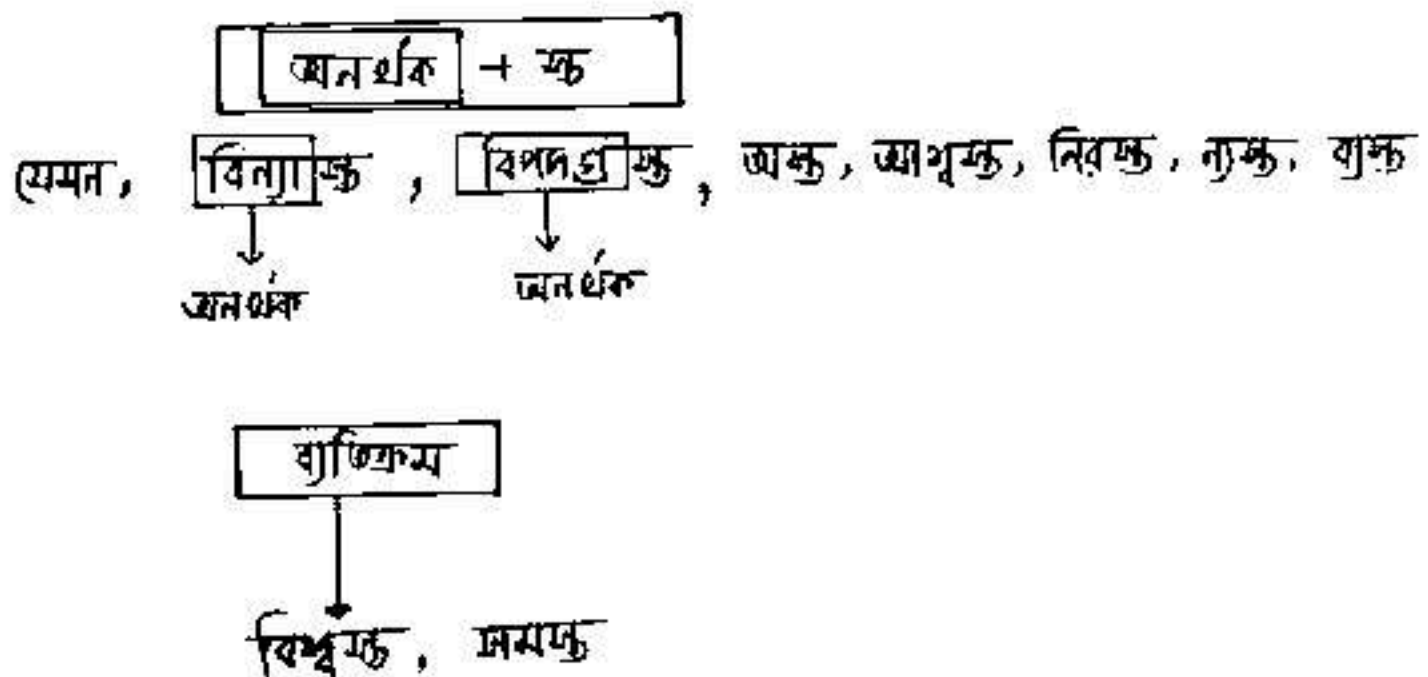 অনর্থক + স্ত
যেমন, বিন্যাস্ত, বিপদগ্রস্ত, অস্ত, আশ্বস্ত, নিরস্ত, ন্যস্ত, ব্যস্ত
অনর্থক অনর্থক
ব্যতিক্রম
বিশ্বস্ত, সমস্ত